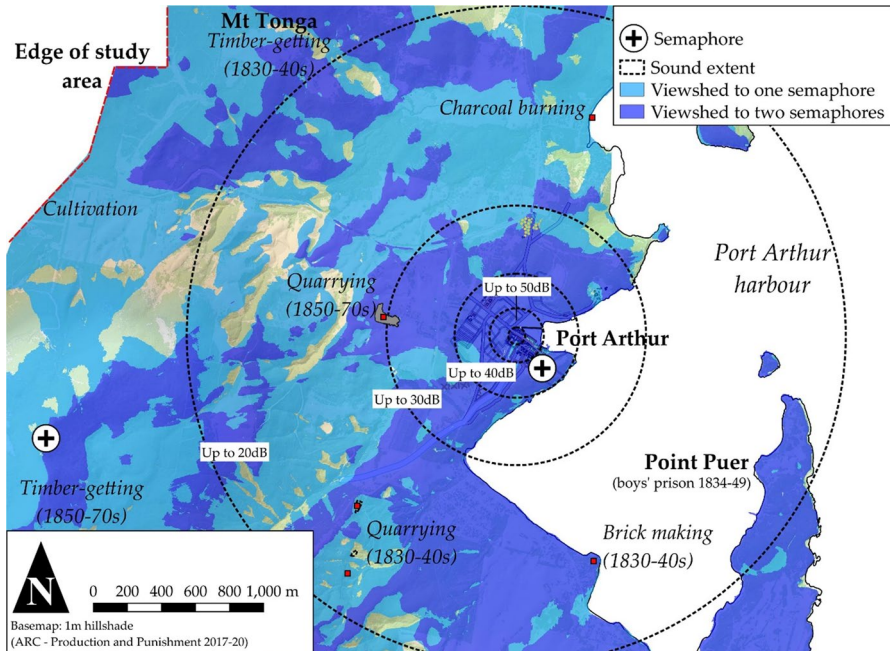 Mt Tonga
Timber-getting
(1830-40s)
Edge of study
area
Semaphore
Sound extent
Viewshed to one semaphore
Viewshed to two semaphores
Charcoal burning
Cultivation
Port Arthur
harbour
Quarrying
(1850-70s)
Up to 50dB
Port Arthur
Up to 40dB
Up to 30dB
Up to 20dB
Point Puer
(boys' prison 1834-49)
Timber-getting
(1850-70s)
Quarrying
(1830-40s)
Brick making
(1830-40s)
N
0 200 400 600 800 1,000 m
Basemap: 1m hillshade
(ARC - Production and Punishment 2017-20)